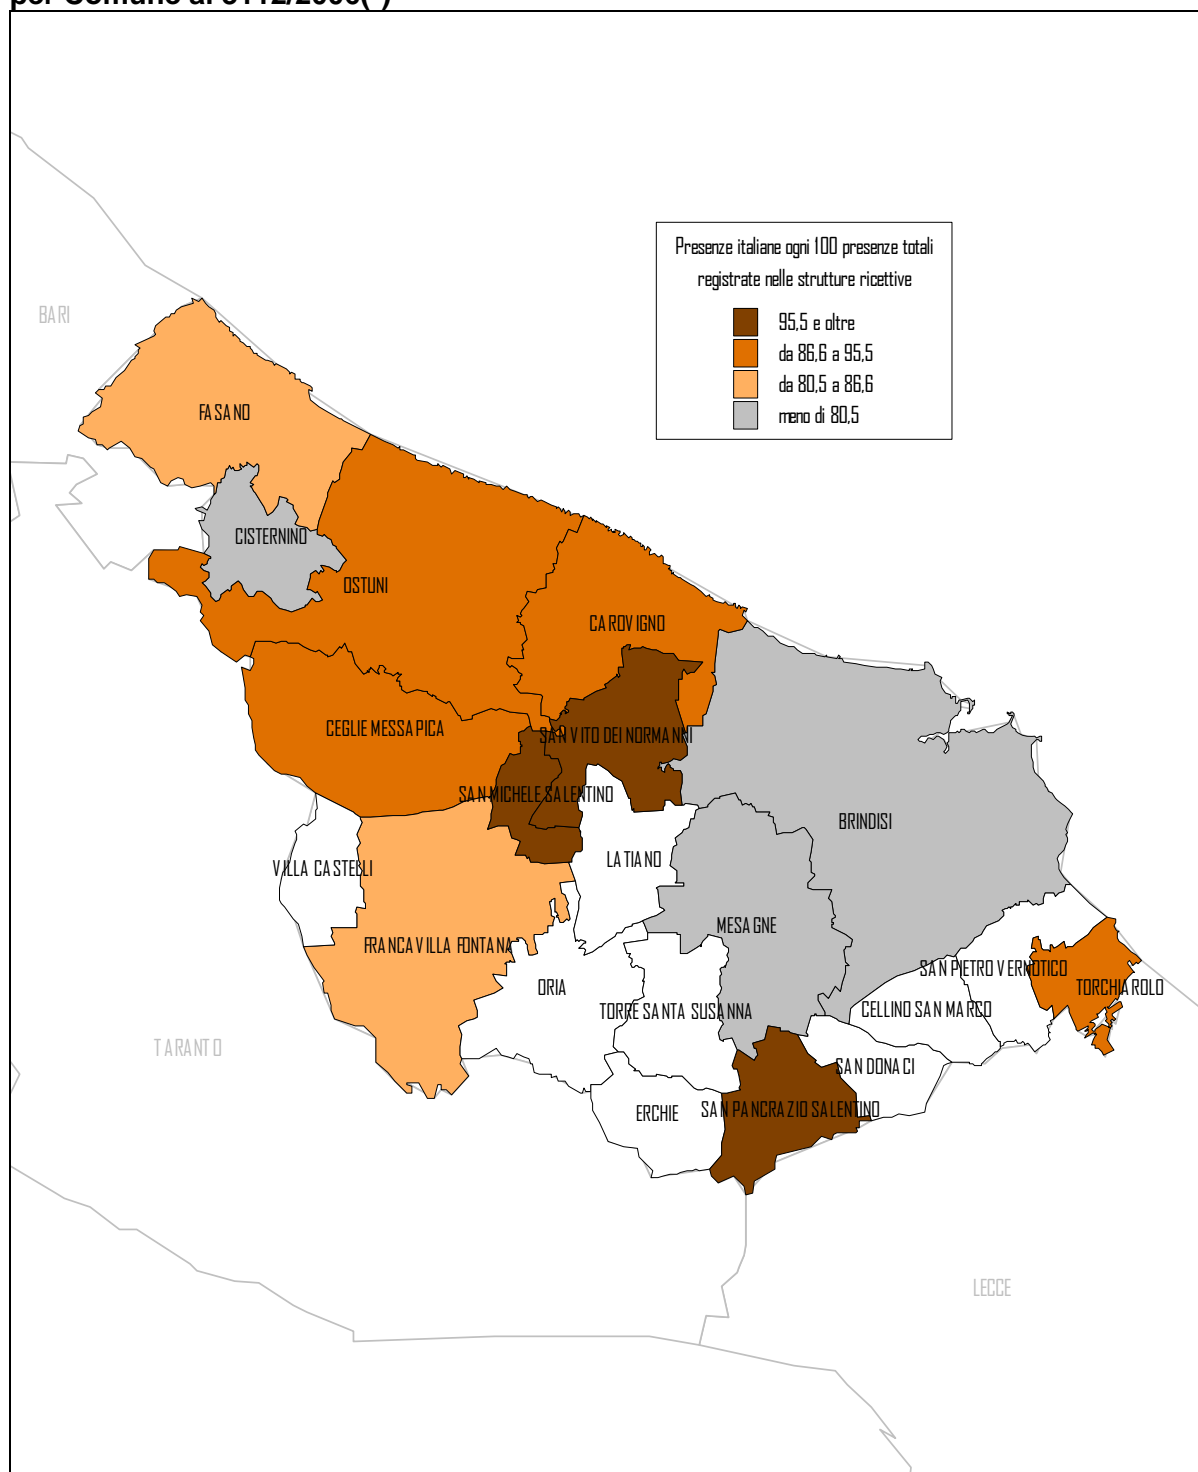 Presenze italiane ogni 100 presenze totali
registrate nelle strutture ricettive
95,5 e oltre
da 86,6 a 95,5
da 80,5 a 86,6
meno di 80,5
BARI
FASANO
CISTERNINO
OSTUNI
CAROVIGNO
CEGLIE MESSAPICA
SAN VITO DEI NORMANNI
SAN MICHELE SALENTINO
BRINDISI
LATIANO
VILLA CASTELLI
MESAGNE
FRANCAVILLA FONTANA
SAN PIETRO VERNOTICO
ORIA
TORCHIAROLO
TORRE SANTA SUSANNA
CELLINO SAN MARCO
TARANTO
SAN DONACI
ERCHIE
SAN PANCRAZIO SALENTINO
LECCE